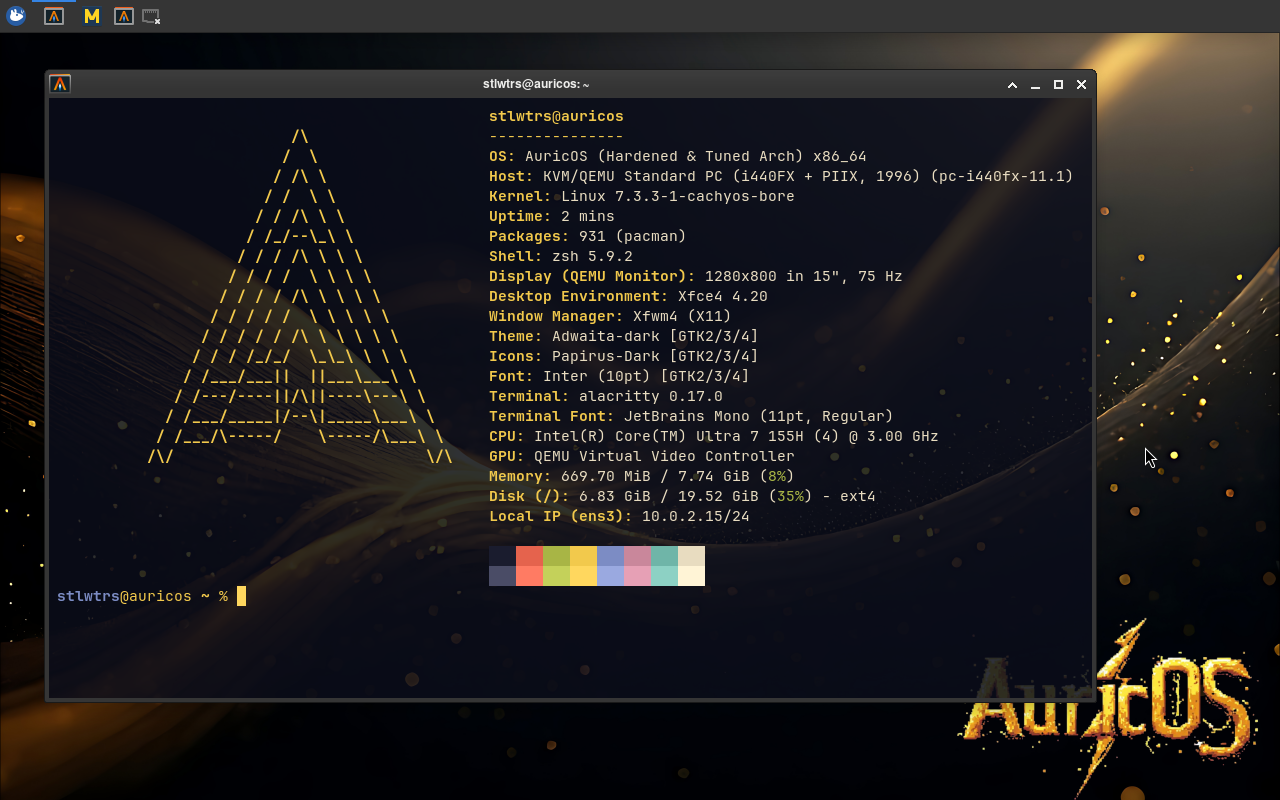 stlwtrs@auricos: ~
stlwtrs@auricos
---------------
OS: AuricOS (Hardened & Tuned Arch) x86_64
Host: KVM/QEMU Standard PC (i440FX + PIIX, 1996) (pc-i440fx-11.1)
Kernel: Linux 7.3.3-1-cachyos-bore
Uptime: 2 mins
Packages: 931 (pacman)
Shell: zsh 5.9.2
Display (QEMU Monitor): 1280x800 in 15", 75 Hz
Desktop Environment: Xfce4 4.20
Window Manager: Xfwm4 (X11)
Theme: Adwaita-dark [GTK2/3/4]
Icons: Papirus-Dark [GTK2/3/4]
Font: Inter (10pt) [GTK2/3/4]
Terminal: alacritty 0.17.0
Terminal Font: JetBrains Mono (11pt, Regular)
CPU: Intel(R) Core(TM) Ultra 7 155H (4) @ 3.00 GHz
GPU: QEMU Virtual Video Controller
Memory: 669.70 MiB / 7.74 GiB (8%)
Disk (/): 6.83 GiB / 19.52 GiB (35%) - ext4
Local IP (ens3): 10.0.2.15/24
stlwtrs@auricos ~ %
AuricOS